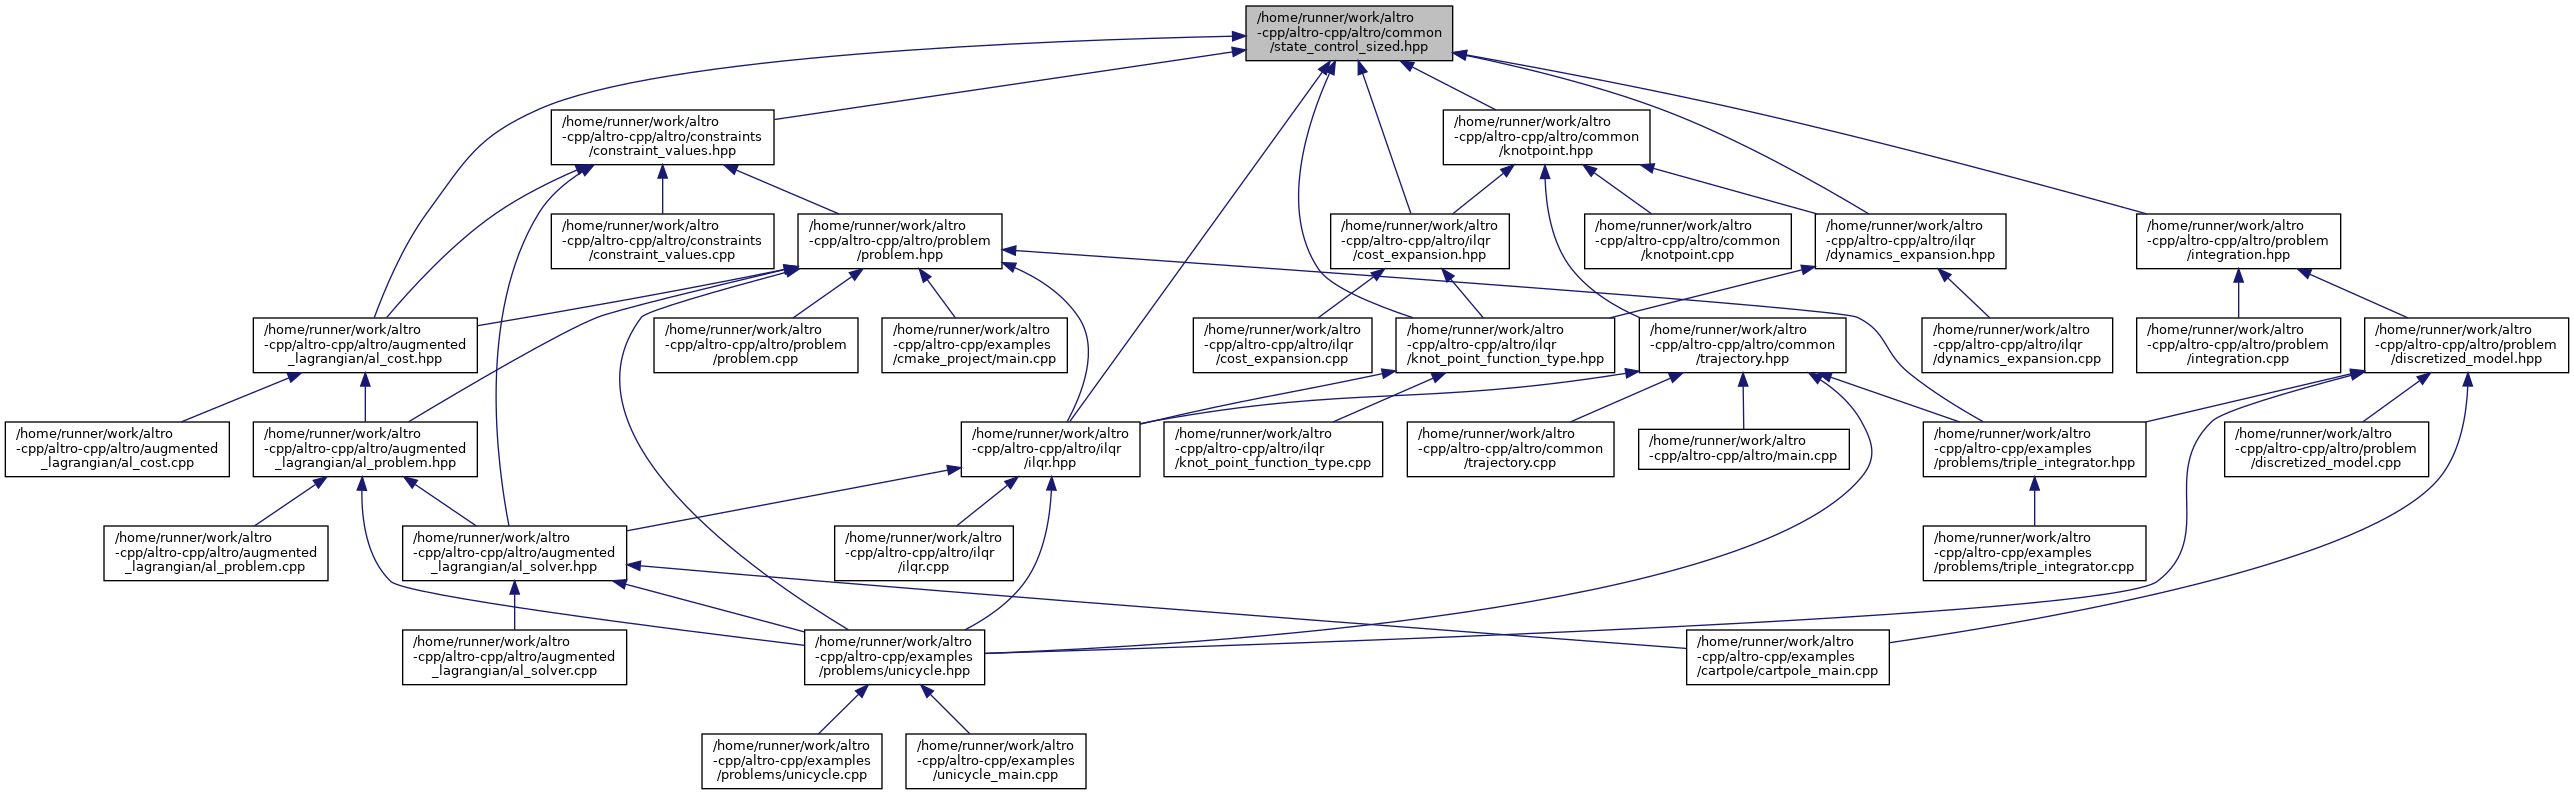 /home/runner/work/altro
-cpp/altro-cpp/altro/common
/state_control_sized.hpp
/home/runner/work/altro
-cpp/altro-cpp/altro/constraints
/constraint_values.hpp
/home/runner/work/altro
-cpp/altro-cpp/altro/common
/knotpoint.hpp
/home/runner/work/altro
-cpp/altro-cpp/altro/constraints
/constraint_values.cpp
/home/runner/work/altro
-cpp/altro-cpp/altro/problem
/problem.hpp
/home/runner/work/altro
-cpp/altro-cpp/altro/ilqr
/cost_expansion.hpp
/home/runner/work/altro
-cpp/altro-cpp/altro/common
/knotpoint.cpp
/home/runner/work/altro
-cpp/altro-cpp/altro/ilqr
/dynamics_expansion.hpp
/home/runner/work/altro
-cpp/altro-cpp/altro/problem
/integration.hpp
/home/runner/work/altro
-cpp/altro-cpp/altro/augmented
_lagrangian/al_cost.hpp
/home/runner/work/altro
-cpp/altro-cpp/altro/problem
/problem.cpp
/home/runner/work/altro
-cpp/altro-cpp/examples
/cmake_project/main.cpp
/home/runner/work/altro
-cpp/altro-cpp/altro/ilqr
/cost_expansion.cpp
/home/runner/work/altro
-cpp/altro-cpp/altro/ilqr
/knot_point_function_type.hpp
/home/runner/work/altro
-cpp/altro-cpp/altro/common
/trajectory.hpp
/home/runner/work/altro
-cpp/altro-cpp/altro/ilqr
/dynamics_expansion.cpp
/home/runner/work/altro
-cpp/altro-cpp/altro/problem
/integration.cpp
/home/runner/work/altro
-cpp/altro-cpp/altro/problem
/discretized_model.hpp
/home/runner/work/altro
-cpp/altro-cpp/altro/augmented
_lagrangian/al_cost.cpp
/home/runner/work/altro
-cpp/altro-cpp/altro/augmented
_lagrangian/al_problem.hpp
/home/runner/work/altro
-cpp/altro-cpp/altro/ilqr
/ilqr.hpp
/home/runner/work/altro
-cpp/altro-cpp/altro/ilqr
/knot_point_function_type.cpp
/home/runner/work/altro
-cpp/altro-cpp/altro/common
/trajectory.cpp
/home/runner/work/altro
-cpp/altro-cpp/altro/main.cpp
/home/runner/work/altro
-cpp/altro-cpp/examples
/problems/triple_integrator.hpp
/home/runner/work/altro
-cpp/altro-cpp/altro/problem
/discretized_model.cpp
/home/runner/work/altro
-cpp/altro-cpp/altro/augmented
_lagrangian/al_problem.cpp
/home/runner/work/altro
-cpp/altro-cpp/altro/augmented
_lagrangian/al_solver.hpp
/home/runner/work/altro
-cpp/altro-cpp/altro/ilqr
/ilqr.cpp
/home/runner/work/altro
-cpp/altro-cpp/examples
/problems/triple_integrator.cpp
/home/runner/work/altro
-cpp/altro-cpp/altro/augmented
_lagrangian/al_solver.cpp
/home/runner/work/altro
-cpp/altro-cpp/examples
/problems/unicycle.hpp
/home/runner/work/altro
-cpp/altro-cpp/examples
/cartpole/cartpole_main.cpp
/home/runner/work/altro
-cpp/altro-cpp/examples
/problems/unicycle.cpp
/home/runner/work/altro
-cpp/altro-cpp/examples
/unicycle_main.cpp